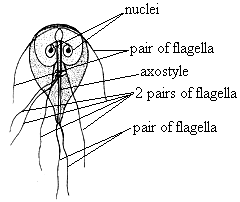 nuclei
pair of flagella
axostyle
2 pairs of flagella
pair of flagella